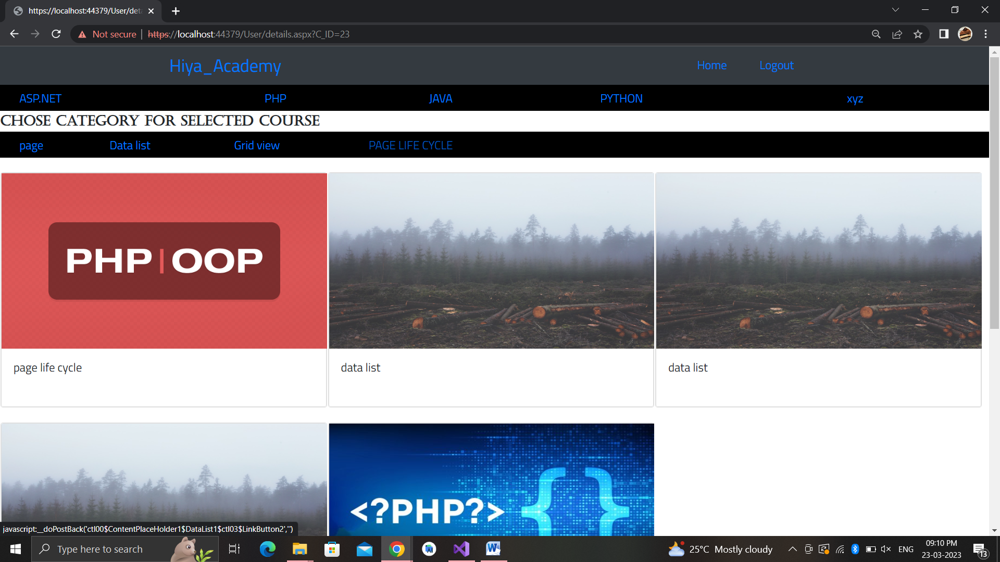 https://localhost:44379/User/deta
Not secure | https://localhost:44379/User/details.aspx?C_ID=23
Hiya_Academy Home Logout
ASP.NET PHP JAVA PYTHON xyz
CHOSE CATEGORY FOR SELECTED COURSE
page Data list Grid view PAGE LIFE CYCLE
PHP | OOP
page life cycle data list data list
<?PHP?> { }
javascript:__doPostBack('ctl00$ContentPlaceHolder1$DataList1$ctl03$LinkButton2','')
Type here to search
25°C Mostly cloudy
ENG
09:10 PM
23-03-2023
13